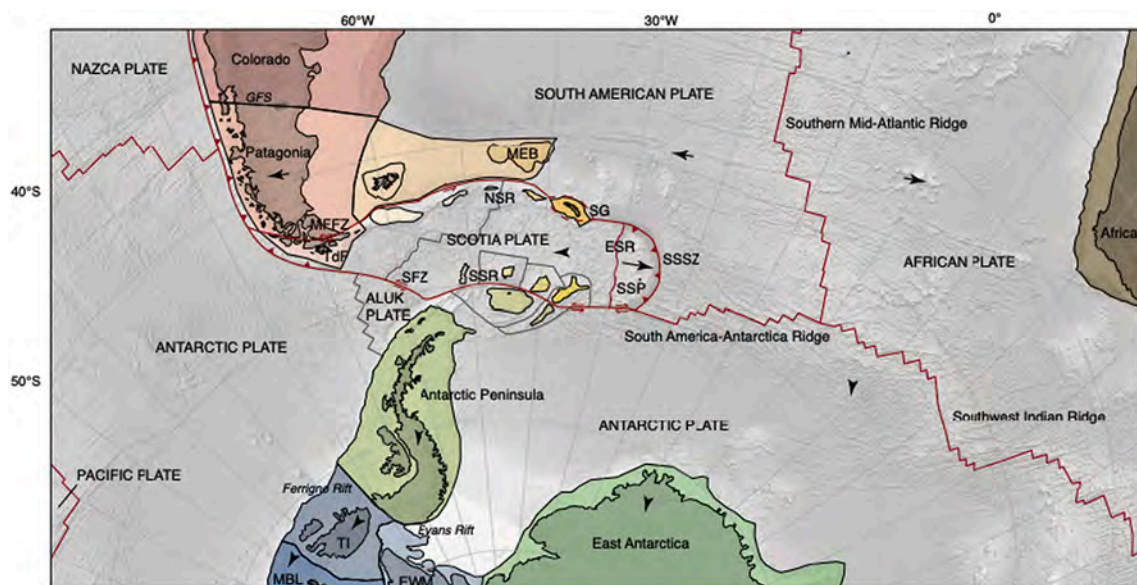 60°W 30°W 0°
Colorado
NAZCA PLATE
GFS
SOUTH AMERICAN PLATE
Southern Mid-Atlantic Ridge
Patagonia
MEB
40°S
NSR
SG
MFFZ
SCOTIA PLATE
ESR
Africa
TdF
SSSZ
AFRICAN PLATE
SFZ
SSR
SSP
ALUK
PLATE
South America-Antarctica Ridge
ANTARCTIC PLATE
50°S
Antarctic Peninsula
Southwest Indian Ridge
ANTARCTIC PLATE
PACIFIC PLATE
Ferrigno Rift
Evans Rift
TI
East Antarctica
MBL
EWM